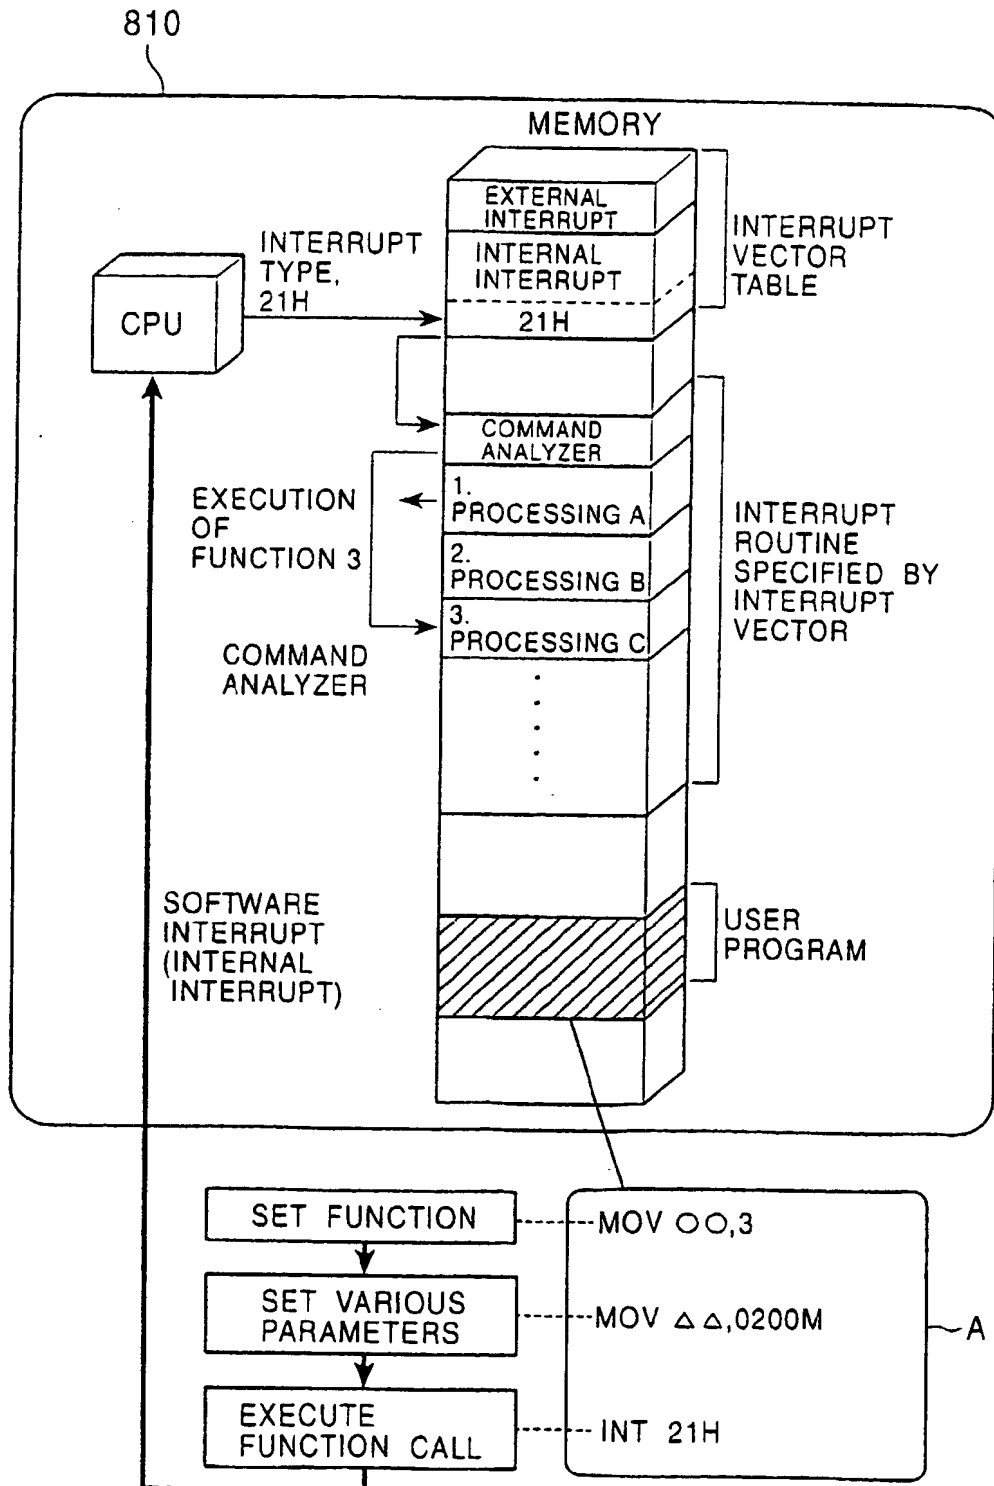 810
MEMORY
EXTERNAL
INTERRUPT
INTERNAL
INTERRUPT
21H
INTERRUPT
VECTOR
TABLE
INTERRUPT
TYPE,
21H
CPU
COMMAND
ANALYZER
1.
PROCESSING A
2.
PROCESSING B
3.
PROCESSING C
EXECUTION
OF
FUNCTION 3
COMMAND
ANALYZER
INTERRUPT
ROUTINE
SPECIFIED BY
INTERRUPT
VECTOR
SOFTWARE
INTERRUPT
(INTERNAL
INTERRUPT)
USER
PROGRAM
SET FUNCTION
MOV ○○,3
SET VARIOUS
PARAMETERS
MOV △△,0200M
A
EXECUTE
FUNCTION CALL
INT 21H